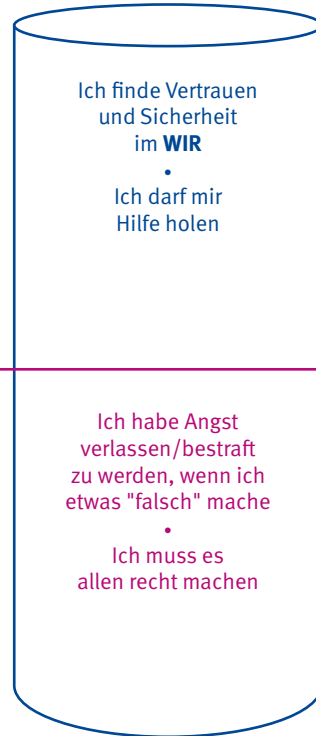 Ich finde Vertrauen
und Sicherheit
im WIR
•
Ich darf mir
Hilfe holen
Ich habe Angst
verlassen/bestraft
zu werden, wenn ich
etwas "falsch" mache
•
Ich muss es
allen recht machen